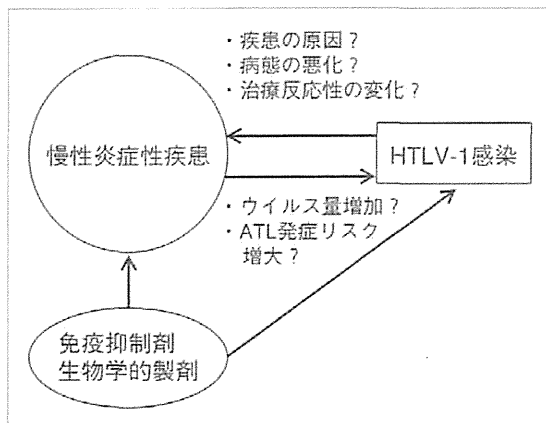 ・疾患の原因？
・病態の悪化？
・治療反応性の変化？
慢性炎症性疾患
HTLV-1感染
・ウイルス量増加？
・ATL発症リスク
増大？
免疫抑制剤
生物学的製剤